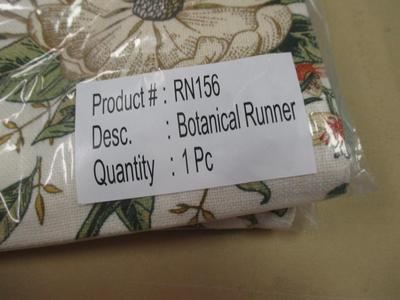 Product # : RN156
Desc. : Botanical Runner
Quantity : 1 Pc